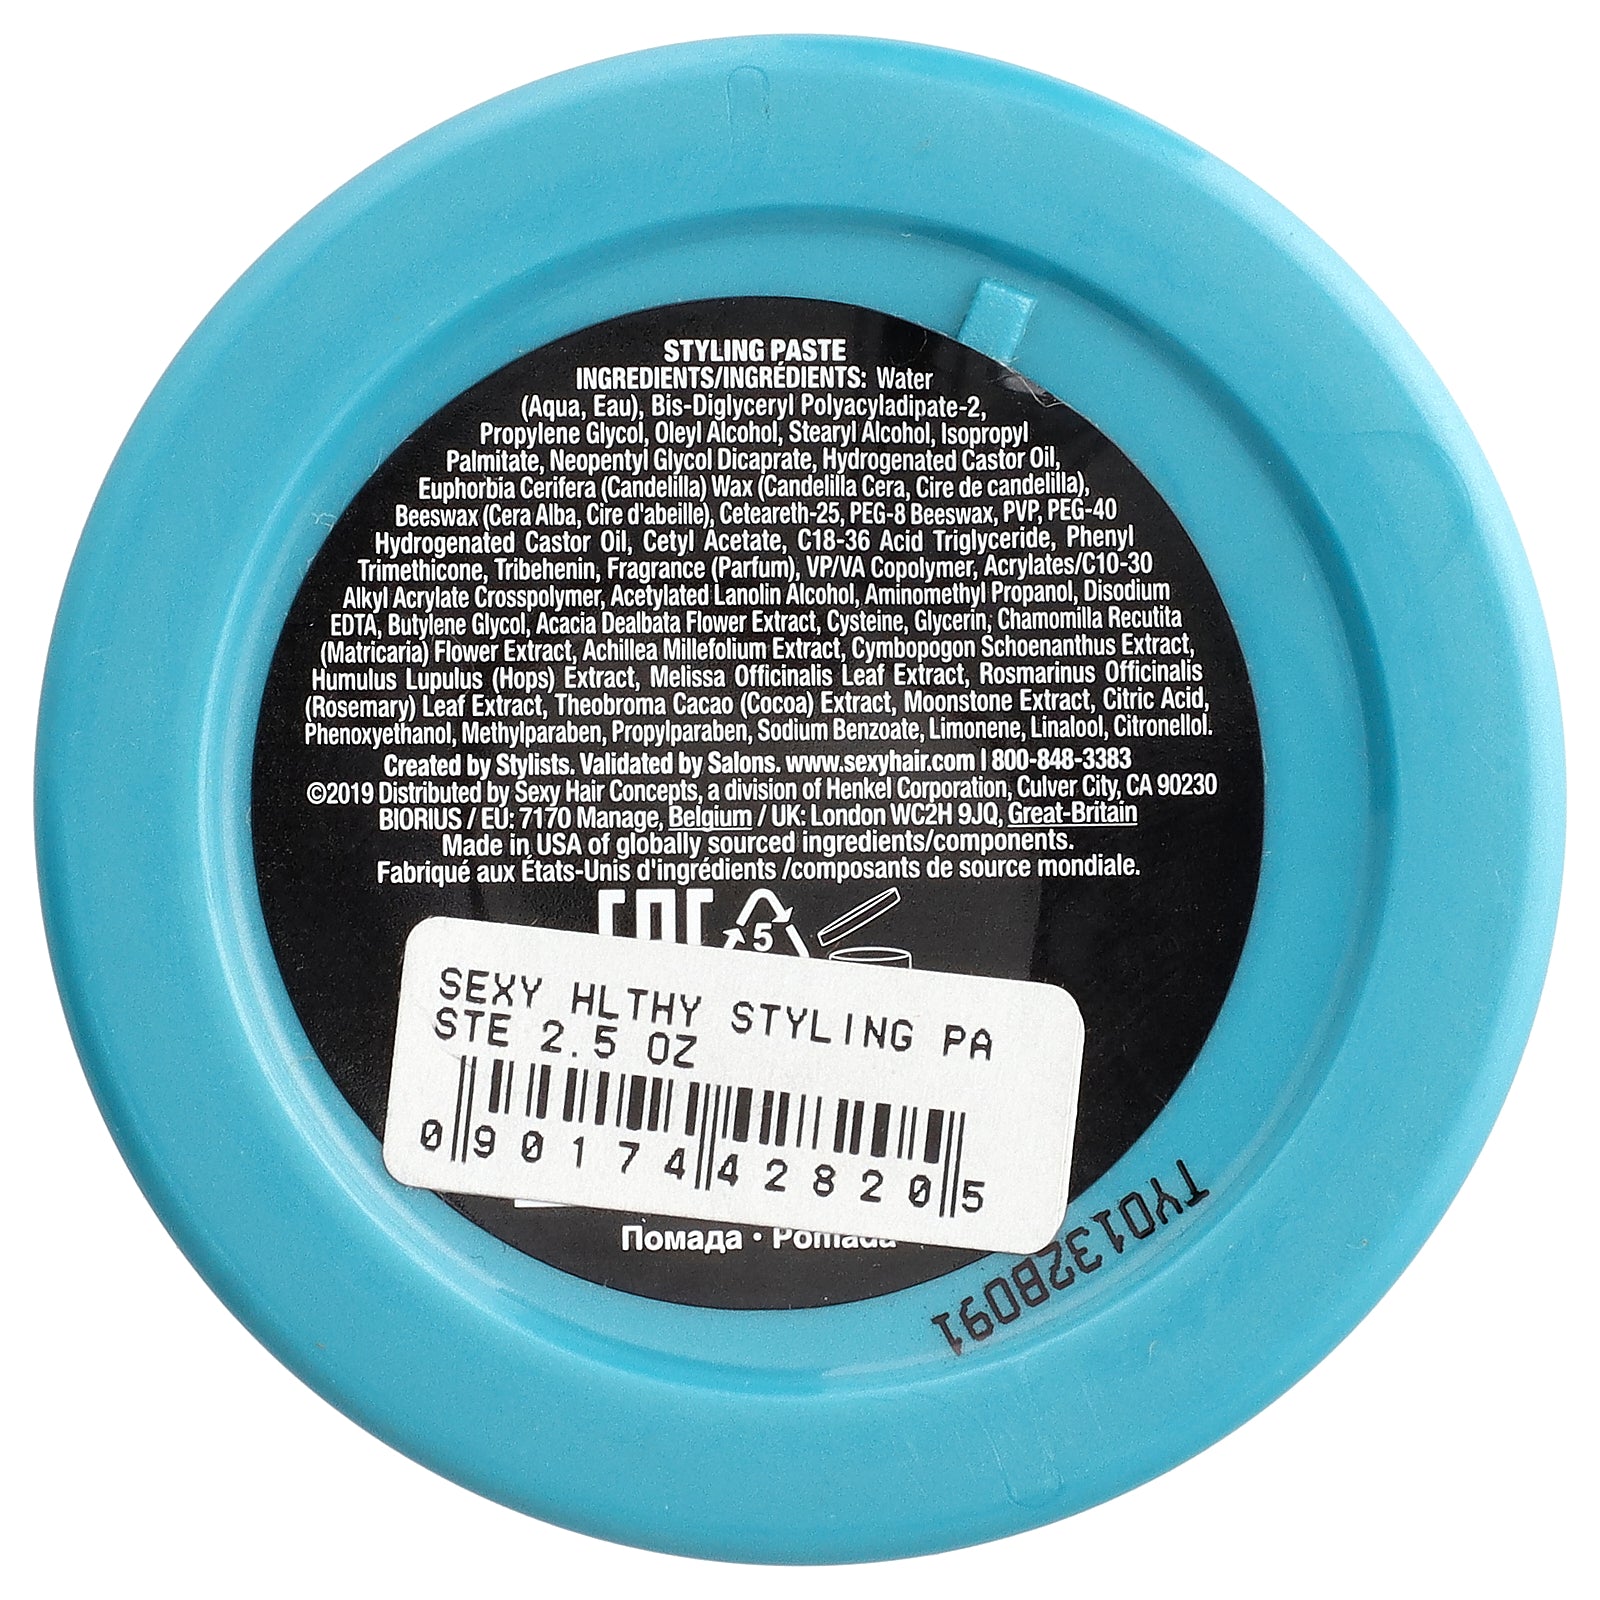 STYLING PASTE
INGREDIENTS/INGRÉDIENTS: Water
(Aqua, Eau), Bis-Diglyceryl Polyacyladipate-2,
Propylene Glycol, Oleyl Alcohol, Stearyl Alcohol, Isopropyl
Palmitate, Neopentyl Glycol Dicaprate, Hydrogenated Castor Oil,
Euphorbia Cerifera (Candelilla) Wax (Candelilla Cera, Cire de candelilla),
Beeswax (Cera Alba, Cire d'abeille), Ceteareth-25, PEG-8 Beeswax, PVP, PEG-40
Hydrogenated Castor Oil, Cetyl Acetate, C18-36 Acid Triglyceride, Phenyl
Trimethicone, Tribehenin, Fragrance (Parfum), VP/VA Copolymer, Acrylates/C10-30
Alkyl Acrylate Crosspolymer, Acetylated Lanolin Alcohol, Aminomethyl Propanol, Disodium
EDTA, Butylene Glycol, Acacia Dealbata Flower Extract, Cysteine, Glycerin, Chamomilla Recutita
(Matricaria) Flower Extract, Achillea Millefolium Extract, Cymbopogon Schoenanthus Extract,
Humulus Lupulus (Hops) Extract, Melissa Officinalis Leaf Extract, Rosmarinus Officinalis
(Rosemary) Leaf Extract, Theobroma Cacao (Cocoa) Extract, Moonstone Extract, Citric Acid,
Phenoxyethanol, Methylparaben, Propylparaben, Sodium Benzoate, Limonene, Linalool, Citronellol.
Created by Stylists. Validated by Salons. www.sexyhair.com | 800-848-3383
©2019 Distributed by Sexy Hair Concepts, a division of Henkel Corporation, Culver City, CA 90230
BIORIUS / EU: 7170 Manage, Belgium / UK: London WC2H 9JQ, Great-Britain
Made in USA of globally sourced ingredients/components.
Fabriqué aux États-Unis d'ingrédients /composants de source mondiale.
5
SEXY HLTHY STYLING PA
STE 2.5 OZ
0 90174 42820 5
Помада · Pomada
TY0132B091